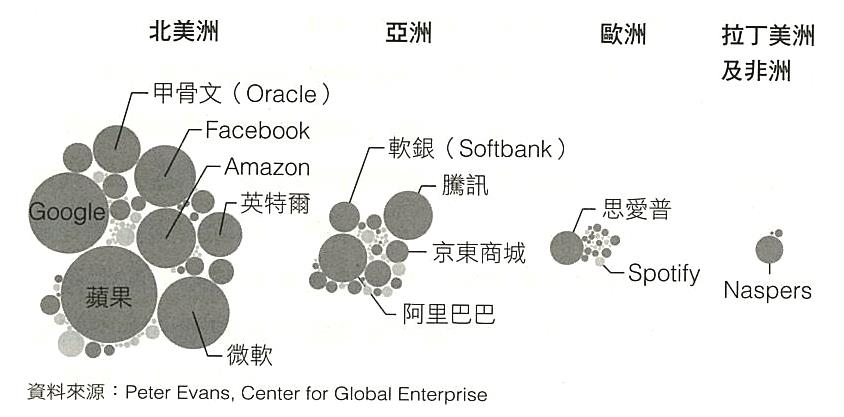 北美洲
亞洲
歐洲
拉丁美洲
及非洲
甲骨文（Oracle）
Facebook
Amazon
英特爾
Google
蘋果
微軟
軟銀（Softbank）
騰訊
京東商城
阿里巴巴
思愛普
Spotify
Naspers
資料來源：Peter Evans, Center for Global Enterprise